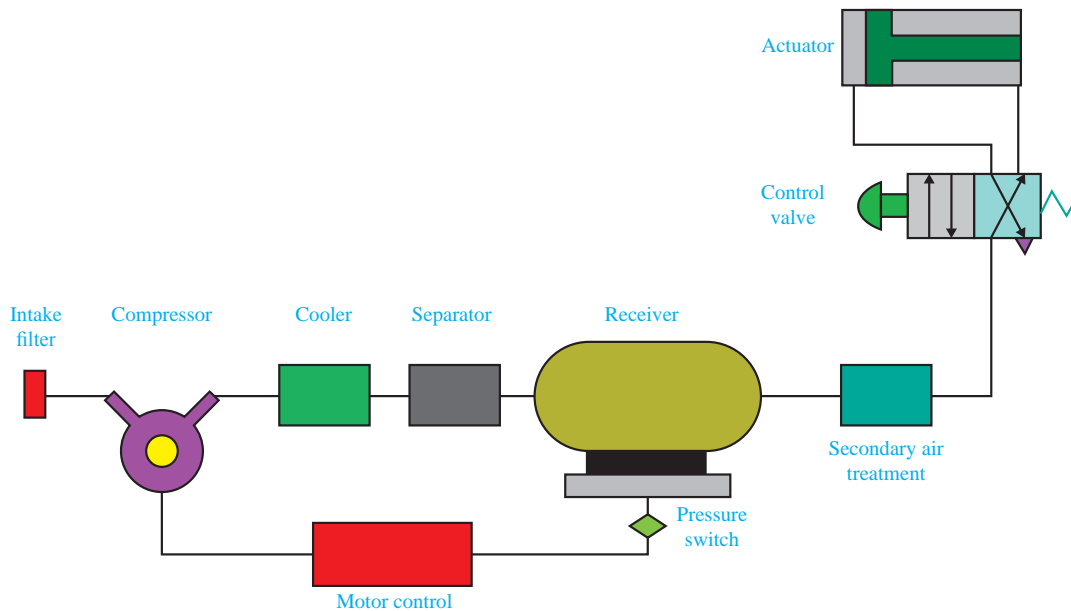 Actuator
Control
valve
Intake
filter
Compressor
Cooler
Separator
Receiver
Secondary air
treatment
Pressure
switch
Motor control